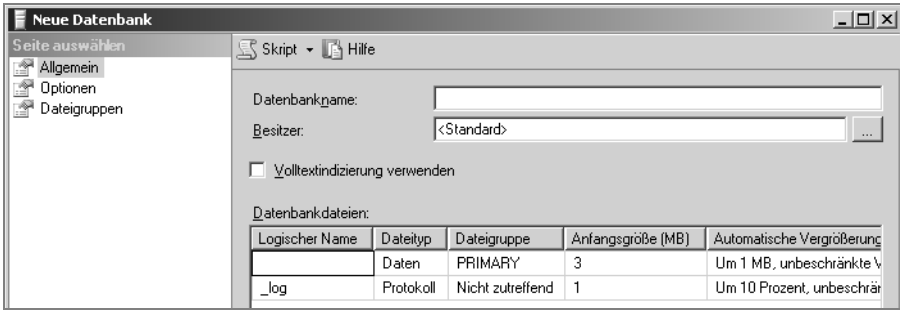 Neue Datenbank
Seite auswählen
Skript Hilfe
Allgemein
Optionen
Dateigruppen
Datenbankname:
Besitzer: <Standard> ...
Volltextindizierung verwenden
Datenbankdateien:
Logischer Name Dateityp Dateigruppe Anfangsgröße (MB) Automatische Vergrößerung
Daten PRIMARY 3 Um 1 MB, unbeschränkte
_log Protokoll Nicht zutreffend 1 Um 10 Prozent,